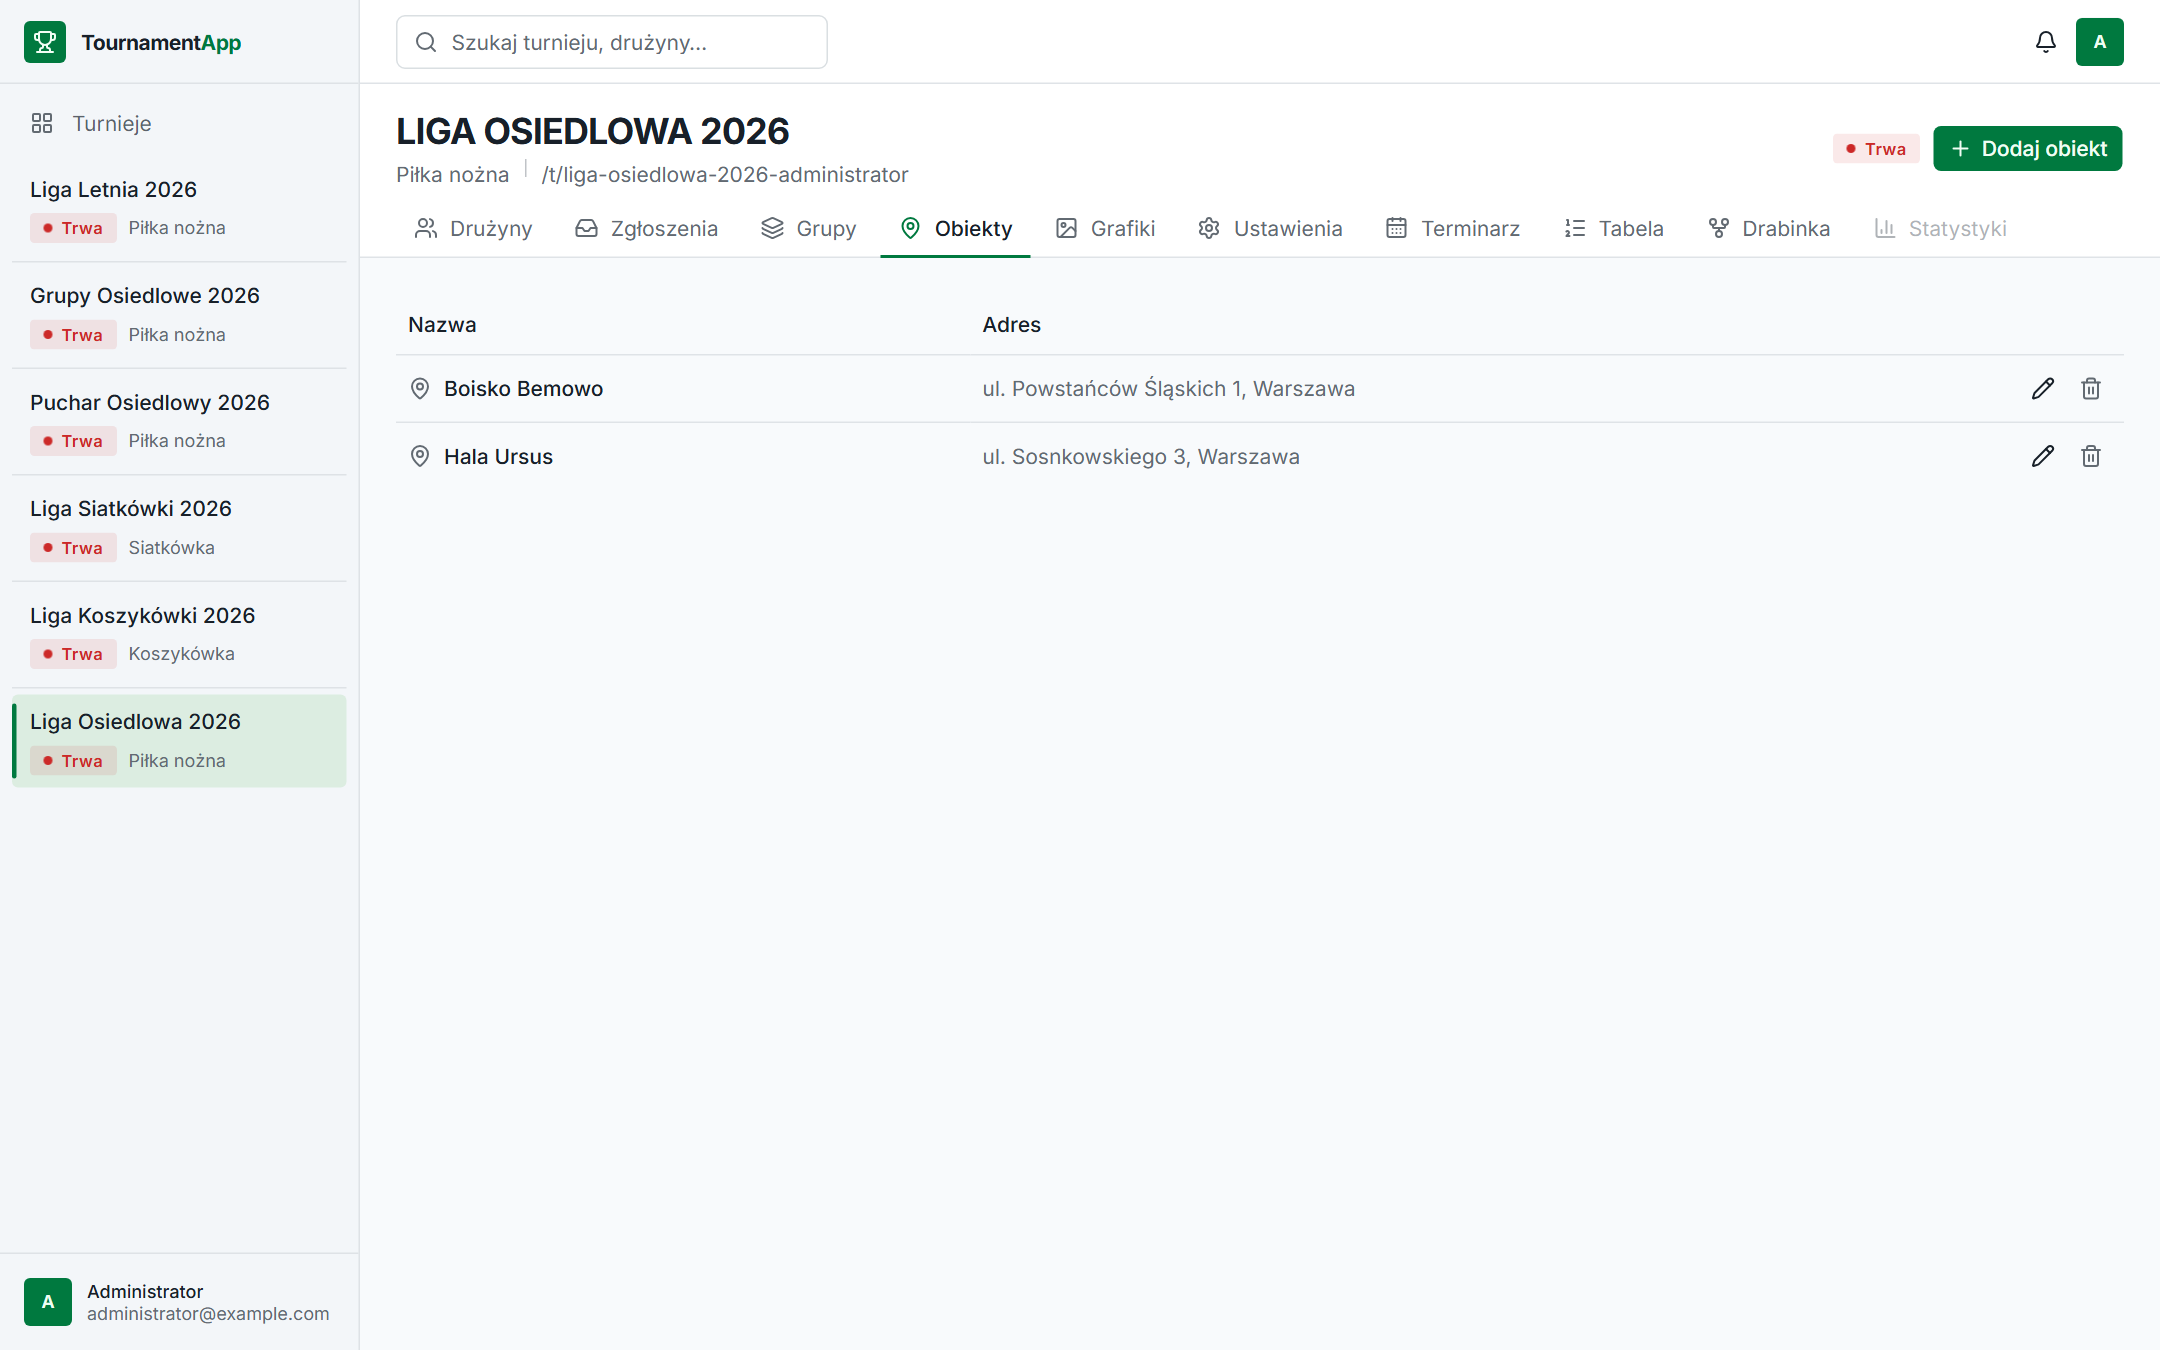 TournamentApp
Szukaj turnieju, drużyny...
A
Turnieje
Liga Letnia 2026
Trwa Piłka nożna
Grupy Osiedlowe 2026
Trwa Piłka nożna
Puchar Osiedlowy 2026
Trwa Piłka nożna
Liga Siatkówki 2026
Trwa Siatkówka
Liga Koszykówki 2026
Trwa Koszykówka
Liga Osiedlowa 2026
Trwa Piłka nożna
A
Administrator
administrator@example.com
LIGA OSIEDLOWA 2026
Piłka nożna /t/liga-osiedlowa-2026-administrator
Trwa
Dodaj obiekt
Drużyny Zgłoszenia Grupy Obiekty Grafiki Ustawienia Terminarz Tabela Drabinka Statystyki
Nazwa Adres
Boisko Bemowo ul. Powstańców Śląskich 1, Warszawa
Hala Ursus ul. Sosnkowskiego 3, Warszawa